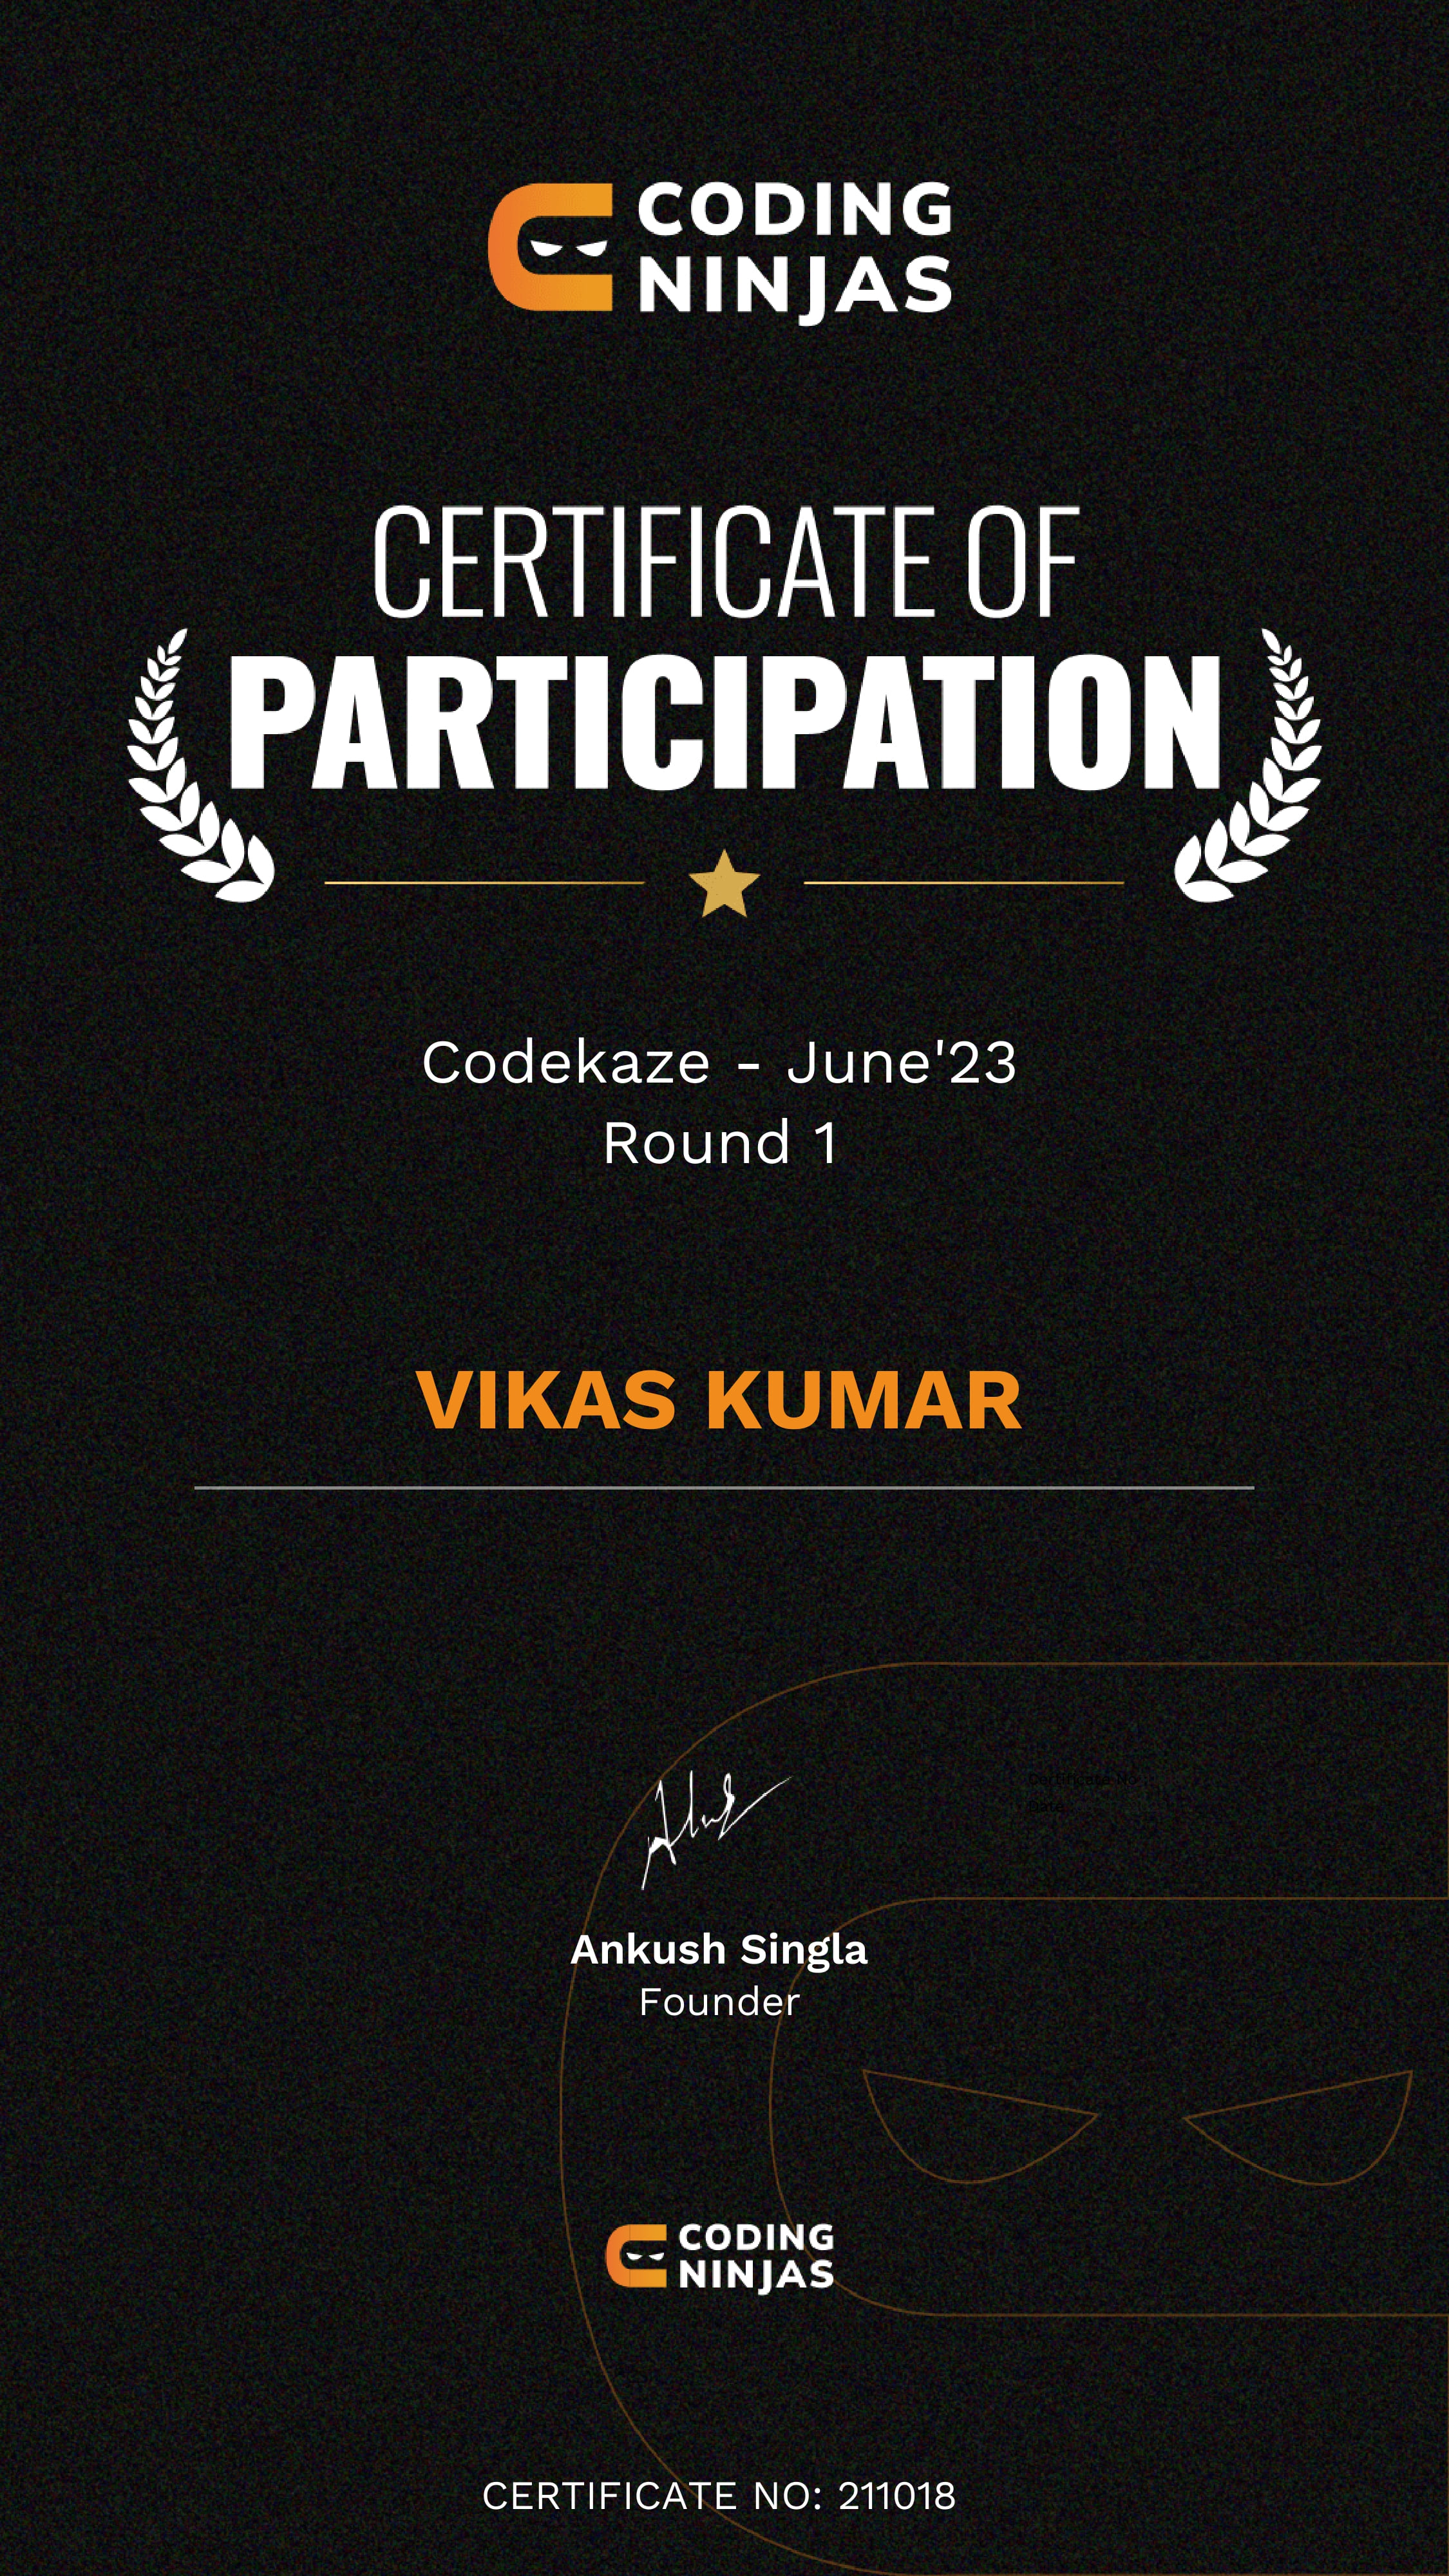 CODING
NINJAS
CERTIFICATE OF
PARTICIPATION
Codekaze - June'23
Round 1
VIKAS KUMAR
Ankush Singla
Founder
CODING
NINJAS
CERTIFICATE NO: 211018